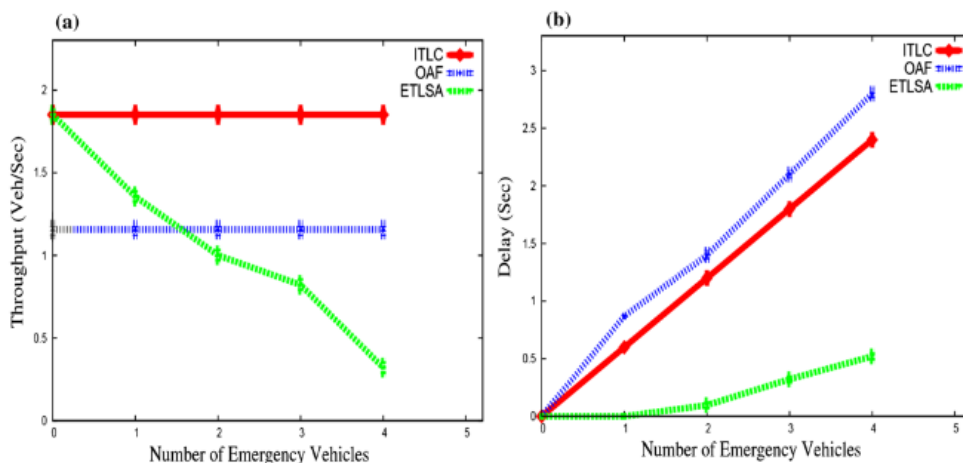 (a)
ITLC
OAF
ETLSA
2
1.5
1
0.5
0
0 1 2 3 4 5
Throughput (Veh/Sec)
Number of Emergency Vehicles
(b)
ITLC
OAF
ETLSA
3
2.5
2
1.5
1
0.5
0
0 1 2 3 4 5
Delay (Sec)
Number of Emergency Vehicles